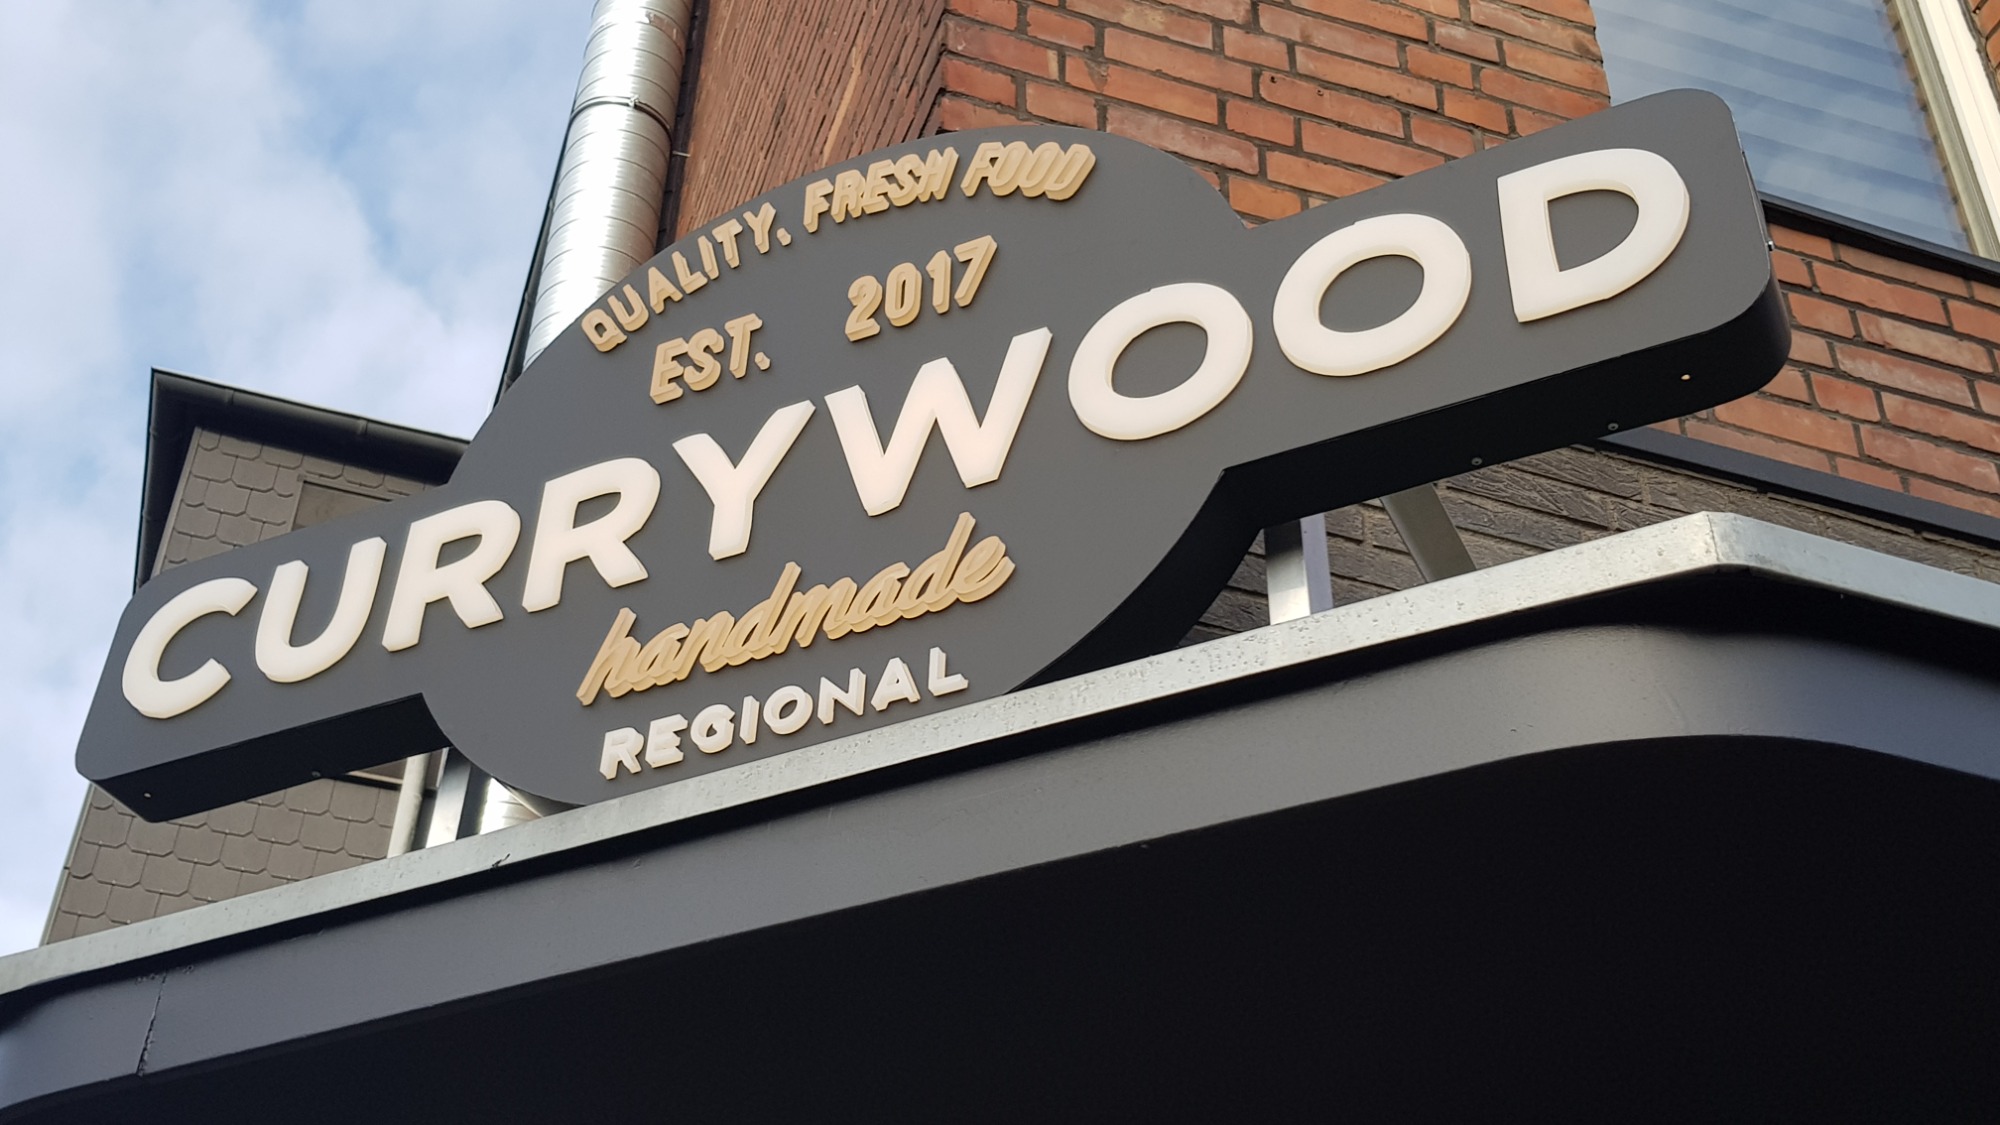 QUALITY. FRESH FOOD
EST. 2017
CURRYWOOD
handmade
REGIONAL